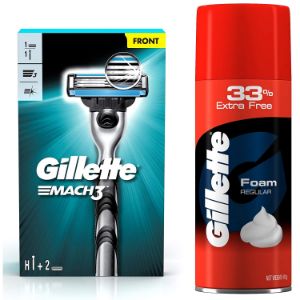 FRONT
Gillette
MACH3
H 1 + 2
33%
Extra Free
Gillette
Foam
REGULAR